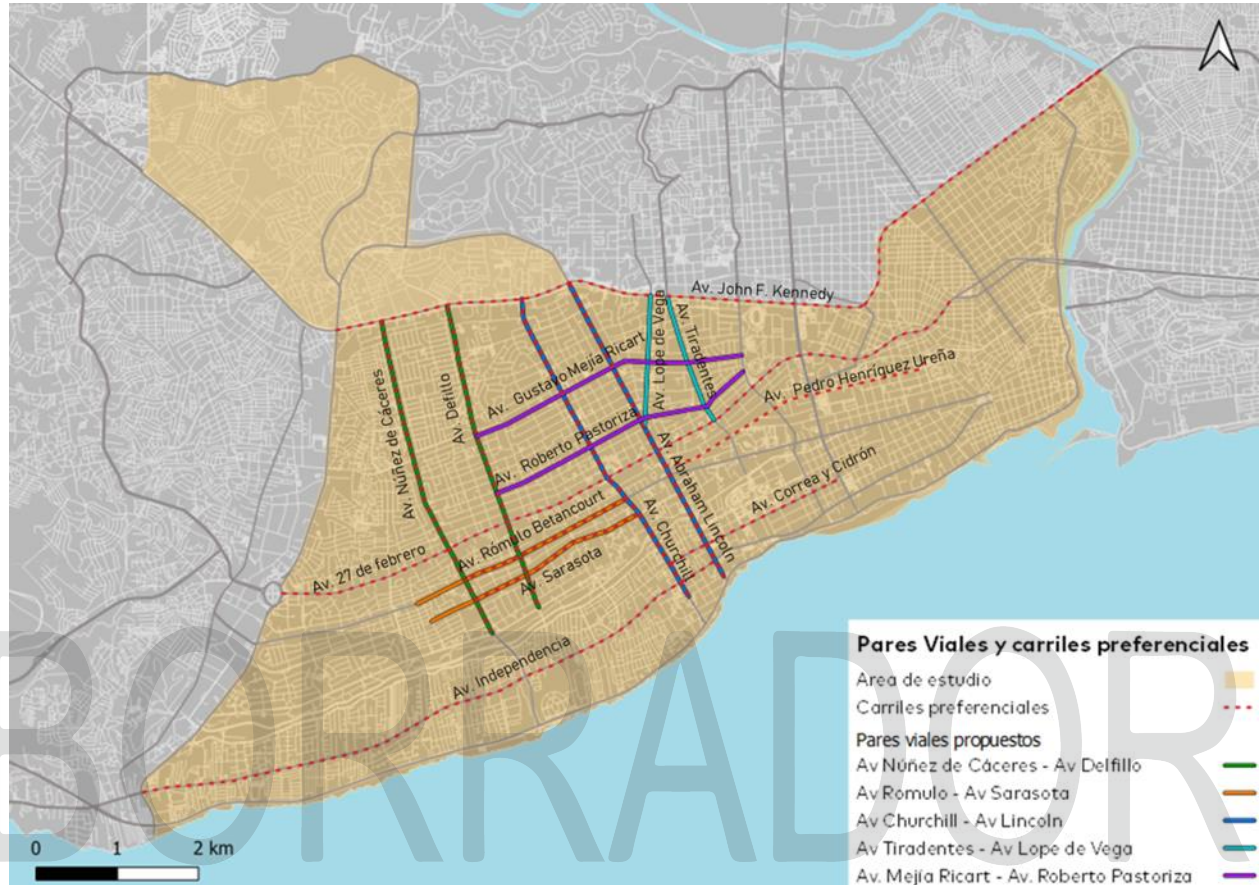 Av. John F. Kennedy
Av. Lope de Vega
Av. Tiradentes
Av. Gustavo Mejía Ricart
Av. Pedro Henríquez Ureña
Av. Núñez de Cáceres
Av. Defillo
Av. Roberto Pastoriza
Av. Abraham Lincoln
Av. Correa y Cidrón
Av. Rómulo Betancourt
Av. Churchill
Av. 27 de febrero
Av. Sarasota
Av. Independencia
BORRADOR
Pares Viales y carriles preferenciales
Area de estudio
Carriles preferenciales
Pares viales propuestos
Av Núñez de Cáceres - Av Delfillo
Av Romulo - Av Sarasota
Av Churchill - Av Lincoln
Av Tiradentes - Av Lope de Vega
Av. Mejía Ricart - Av. Roberto Pastoriza
0 1 2 km